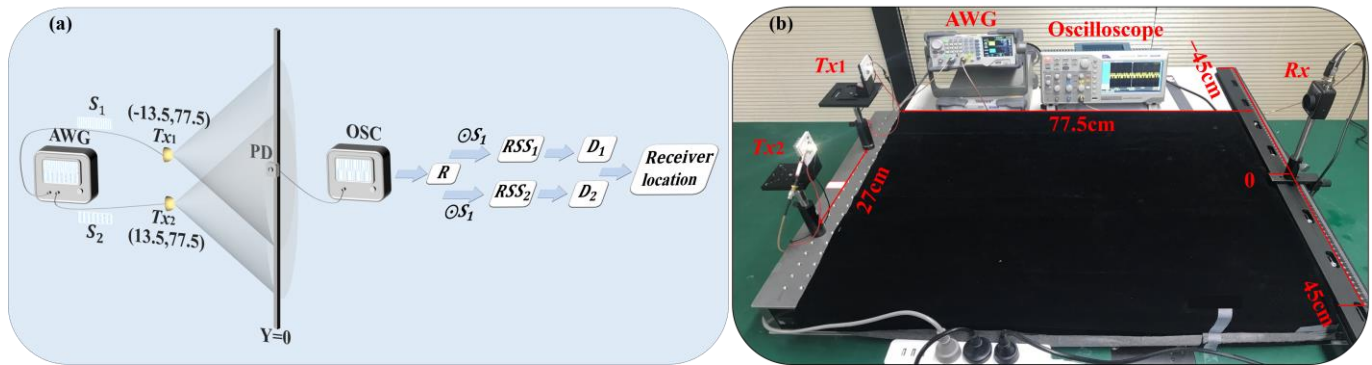 (a)
S1
(-13.5,77.5)
AWG
Tx1
PD
OSC
⊙S1
RSS1
D1
R
Receiver
location
⊙S1
RSS2
D2
Tx2
S2
(13.5,77.5)
Y=0
(b)
AWG
Oscilloscope
Tx1
-45cm
Rx
77.5cm
Tx2
0
27cm
45cm